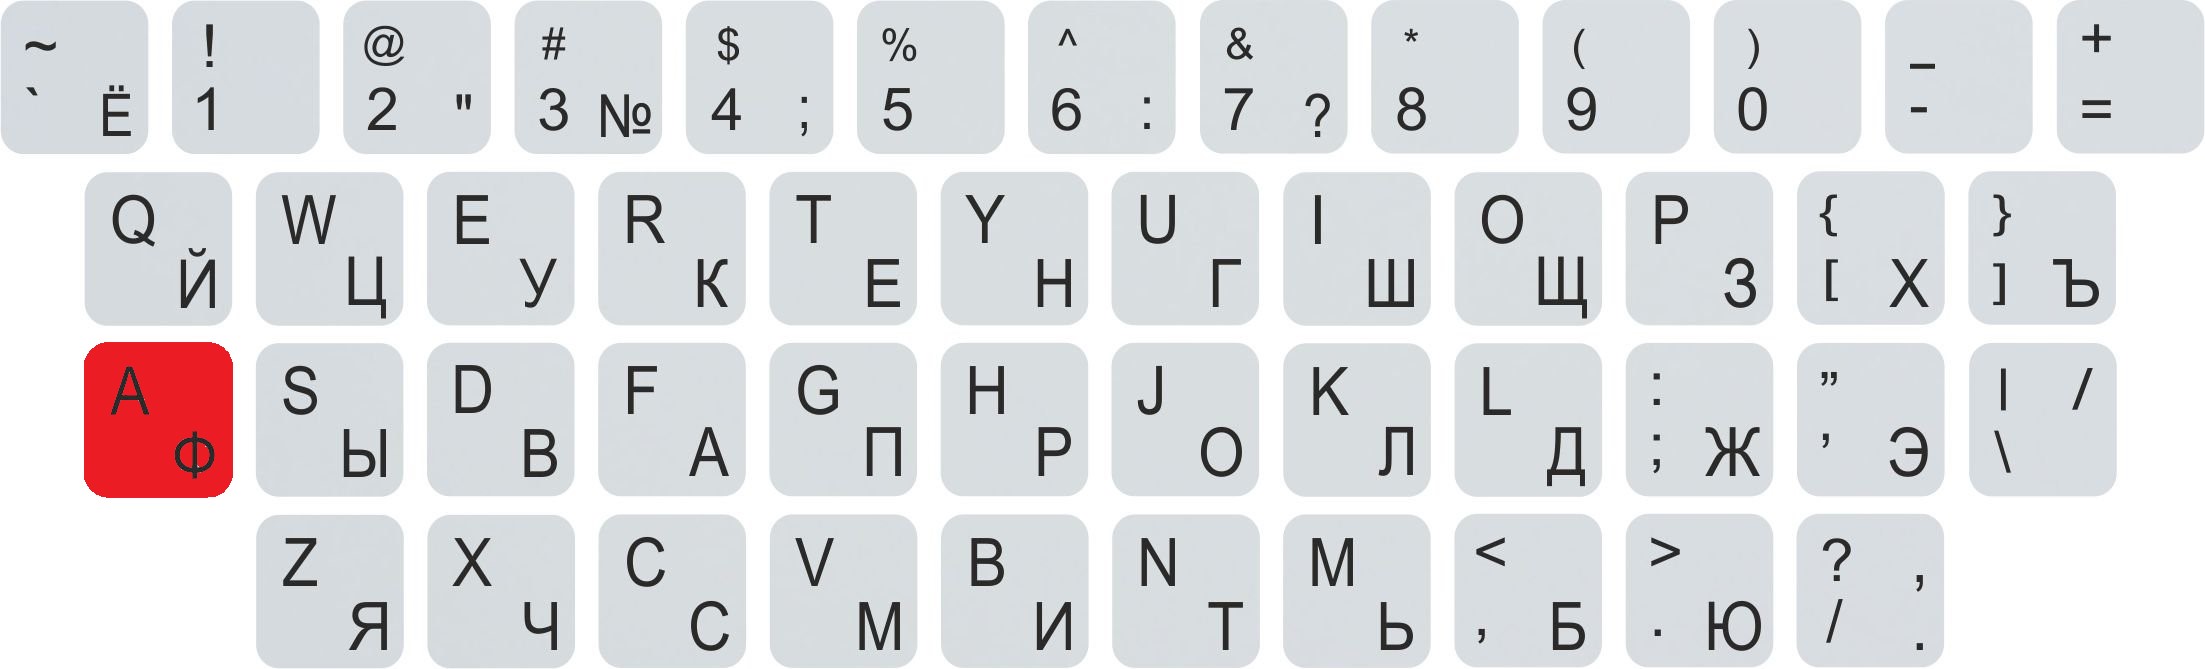 ~ ! @ # $ % ^ & * ( ) _ +
` Ё 1 2 " 3 № 4 ; 5 6 : 7 ? 8 9 0 - =
Q W E R T Y U I O P { }
Й Ц У К Е Н Г Ш Щ З [ Х ] Ъ
A S D F G H J K L : ” | /
Ф Ы В А П Р О Л Д ; Ж ’ Э \
Z X C V B N M < > ? ,
Я Ч С М И Т Ь , Б . Ю / .